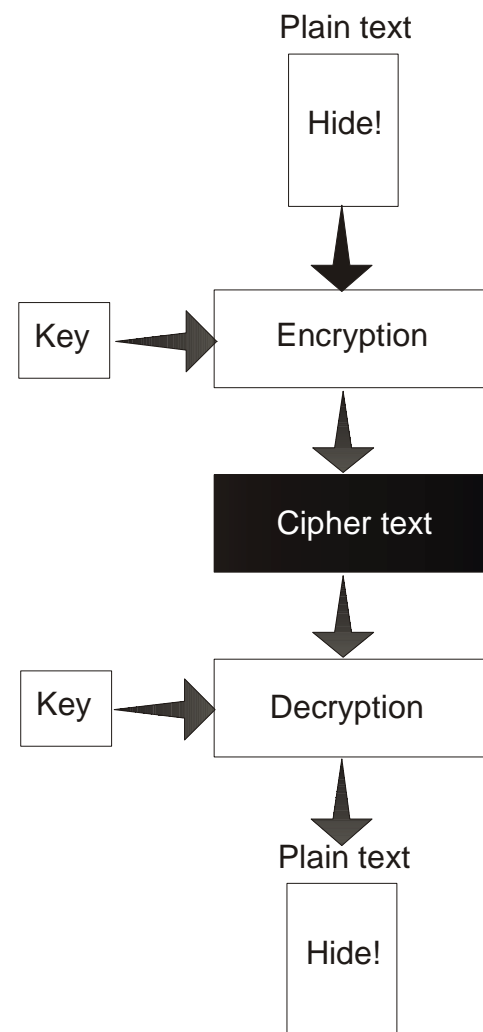 Plain text
Hide!
Key
Encryption
Cipher text
Key
Decryption
Plain text
Hide!